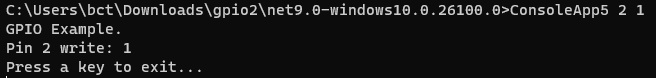 C:\Users\bct\Downloads\gpio2\net9.0-windows10.0.26100.0>ConsoleApp5 2 1
GPIO Example.
Pin 2 write: 1
Press a key to exit...